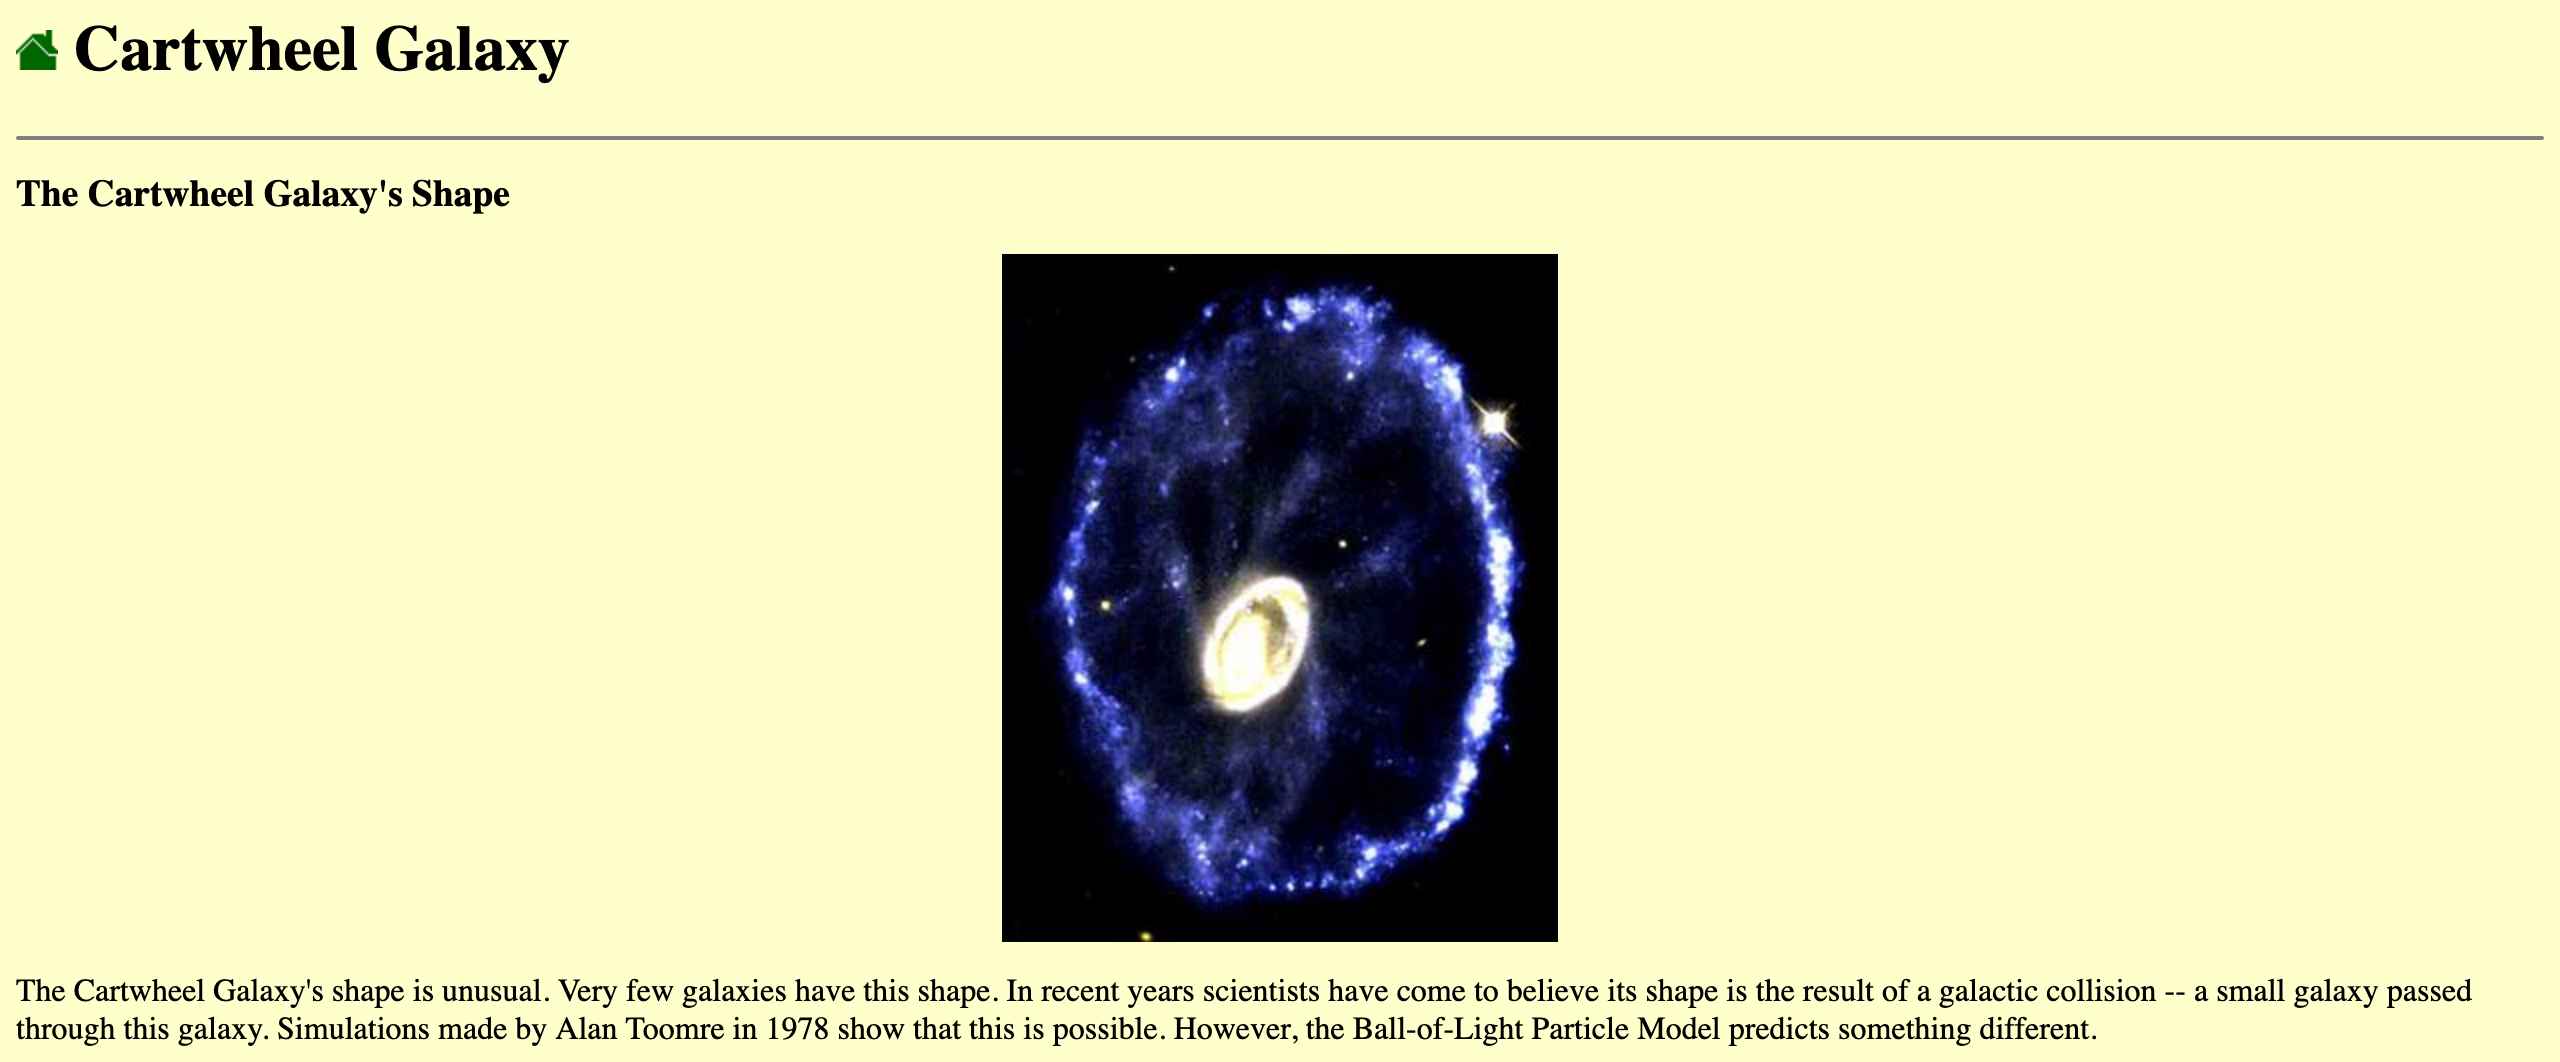 Cartwheel Galaxy
The Cartwheel Galaxy's Shape
The Cartwheel Galaxy's shape is unusual. Very few galaxies have this shape. In recent years scientists have come to believe its shape is the result of a galactic collision -- a small galaxy passed
through this galaxy. Simulations made by Alan Toomre in 1978 show that this is possible. However, the Ball-of-Light Particle Model predicts something different.